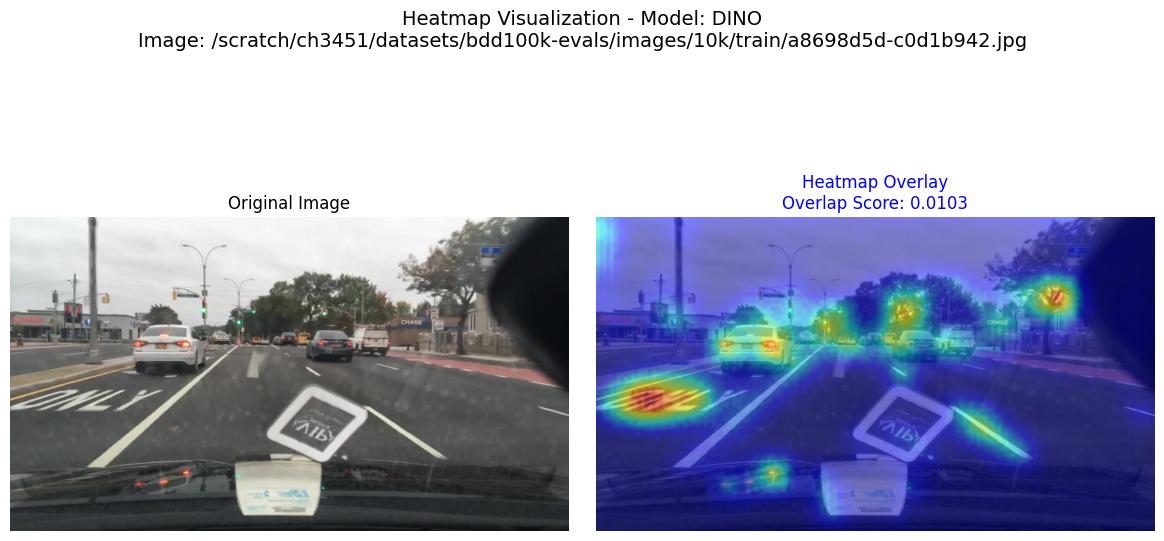 Heatmap Visualization - Model: DINO
Image: /scratch/ch3451/datasets/bdd100k-evals/images/10k/train/a8698d5d-c0d1b942.jpg
Original Image
Heatmap Overlay
Overlap Score: 0.0103
CHASE
ONLY
CHASE